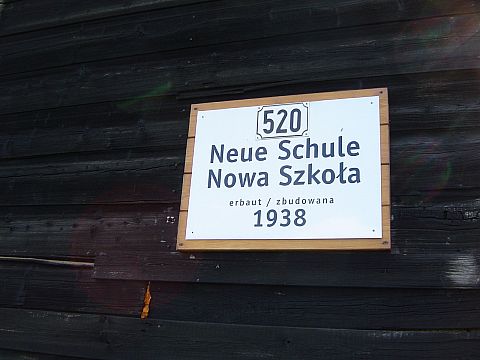 520
Neue Schule
Nowa Szkoła
erbaut / zbudowana
1938